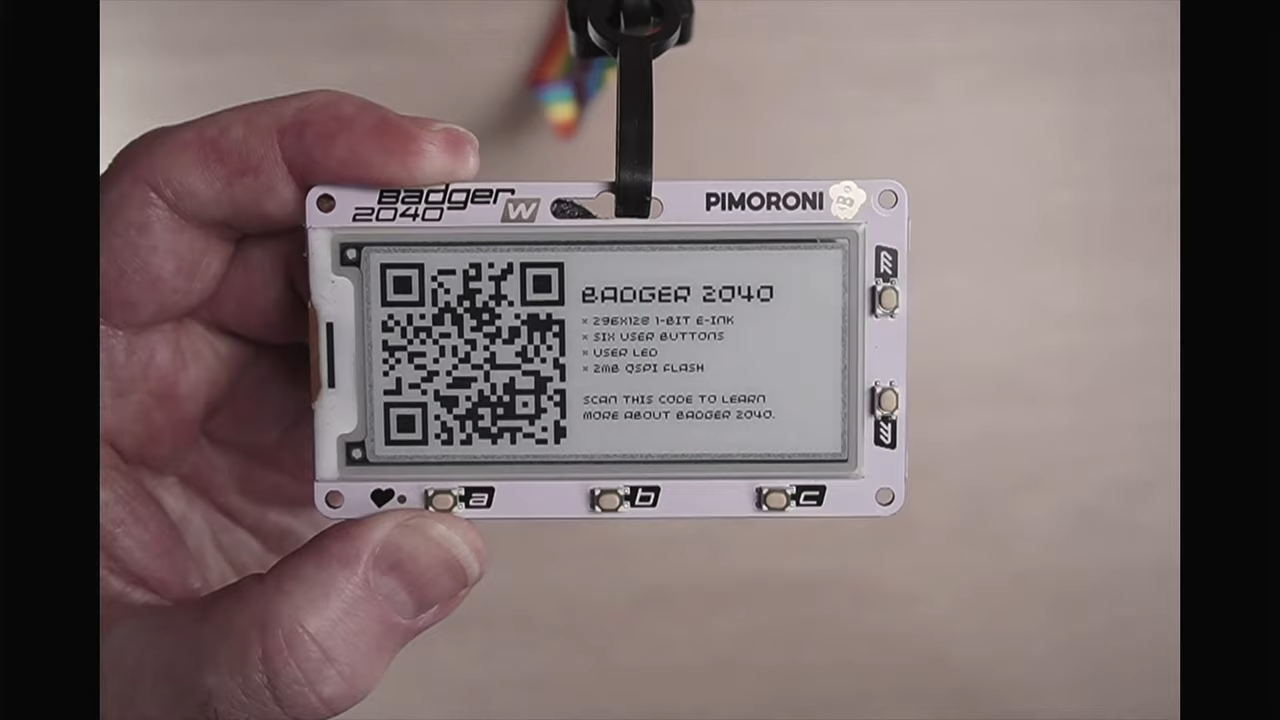 Badger
2040 W
PIMORONI
BADGER 2040
* 296X128 1-BIT E-INK
* SIX USER BUTTONS
* USER LED
* 2MB QSPI FLASH
SCAN THIS CODE TO LEARN
MORE ABOUT BADGER 2040.
a
b
c